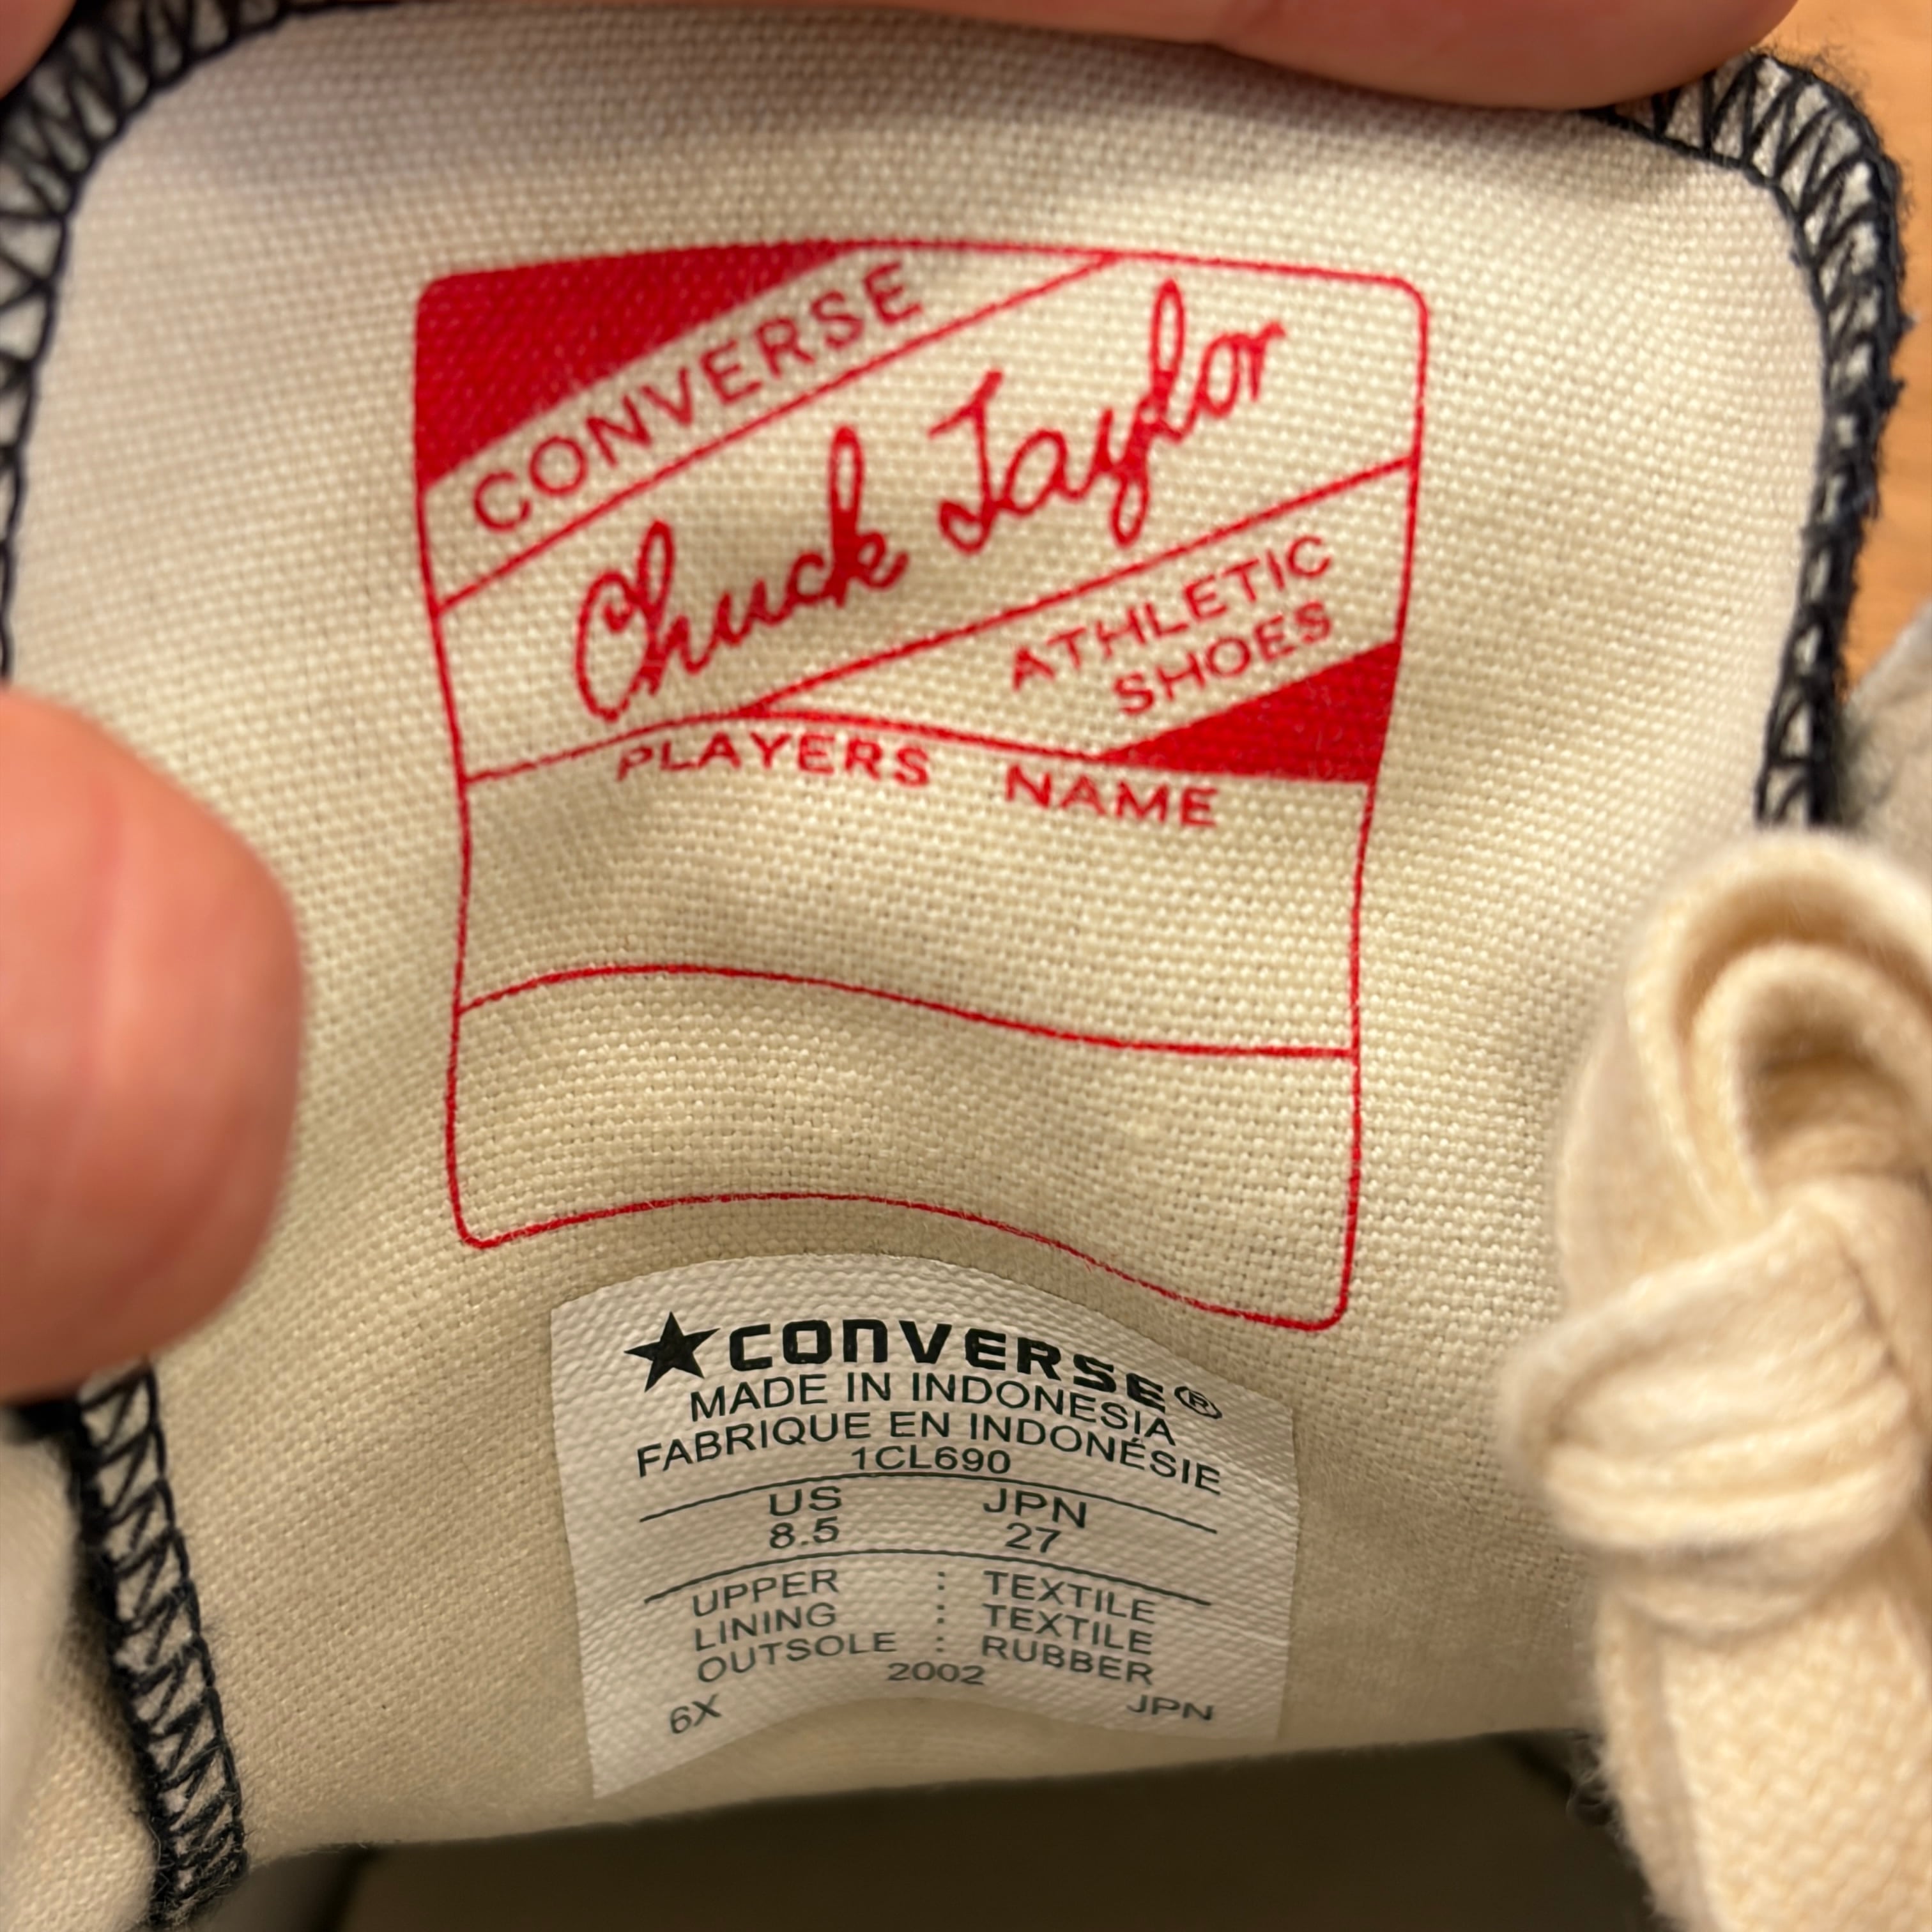 CONVERSE
Chuck Taylor
ATHLETIC
SHOES
PLAYERS NAME
★CONVERSE®
MADE IN INDONESIA
FABRIQUE EN INDONÉSIE
1CL690
US JPN
8.5 27
UPPER : TEXTILE
LINING : TEXTILE
OUTSOLE : RUBBER
2002
6X JPN